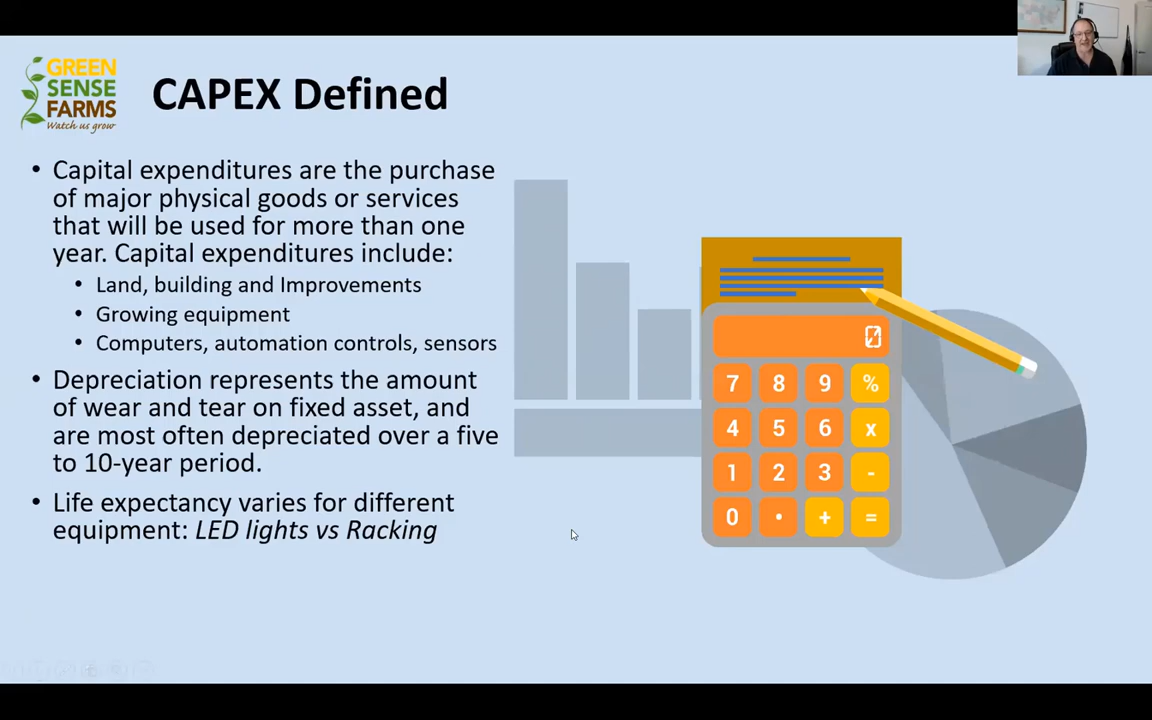 GREEN
SENSE
FARMS
Watch us grow
CAPEX Defined
• Capital expenditures are the purchase
of major physical goods or services
that will be used for more than one
year. Capital expenditures include:
• Land, building and Improvements
• Growing equipment
• Computers, automation controls, sensors
• Depreciation represents the amount
of wear and tear on fixed asset, and
are most often depreciated over a five
to 10-year period.
• Life expectancy varies for different
equipment: LED lights vs Racking
0
7 8 9 %
4 5 6 x
1 2 3 -
0 • + =